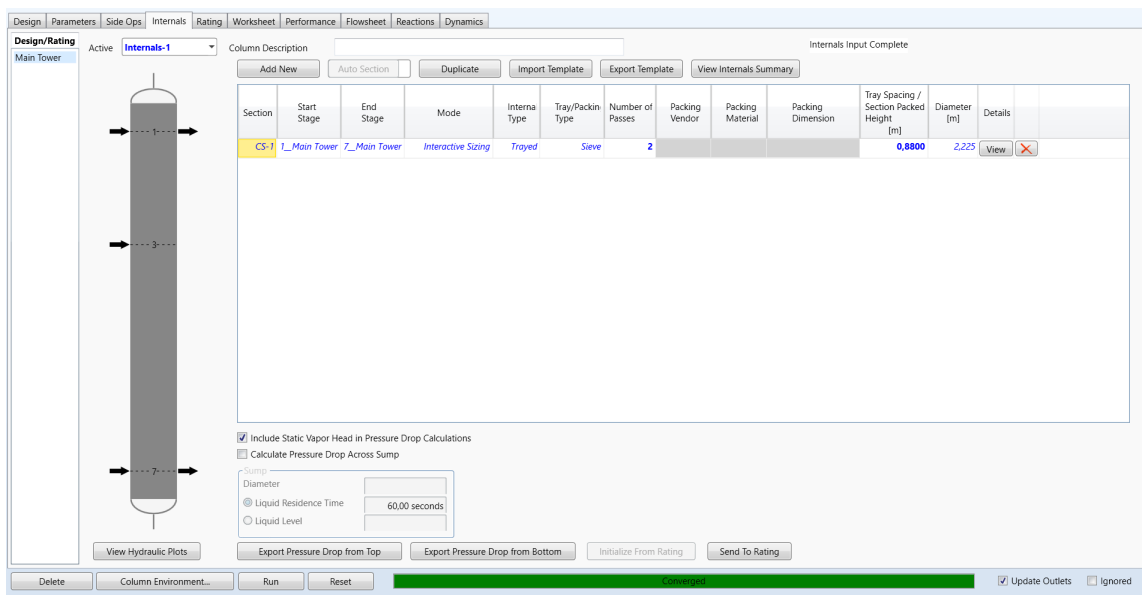 Design Parameters Side Ops Internals Rating Worksheet Performance Flowsheet Reactions Dynamics
Design/Rating
Main Tower
Active Internals-1 Column Description Internals Input Complete
Add New Auto Section Duplicate Import Template Export Template View Internals Summary
Section Start Stage End Stage Mode Interna Type Tray/Packin Type Number of Passes Packing Vendor Packing Material Packing Dimension Tray Spacing / Section Packed Height [m] Diameter [m] Details
CS-1 1__Main Tower 7__Main Tower Interactive Sizing Trayed Sieve 2 0,8800 2,225 View
1
3
7
Include Static Vapor Head in Pressure Drop Calculations
Calculate Pressure Drop Across Sump
Sump
Diameter
Liquid Residence Time 60,00 seconds
Liquid Level
View Hydraulic Plots Export Pressure Drop from Top Export Pressure Drop from Bottom Initialize From Rating Send To Rating
Delete Column Environment... Run Reset Converged Update Outlets Ignored